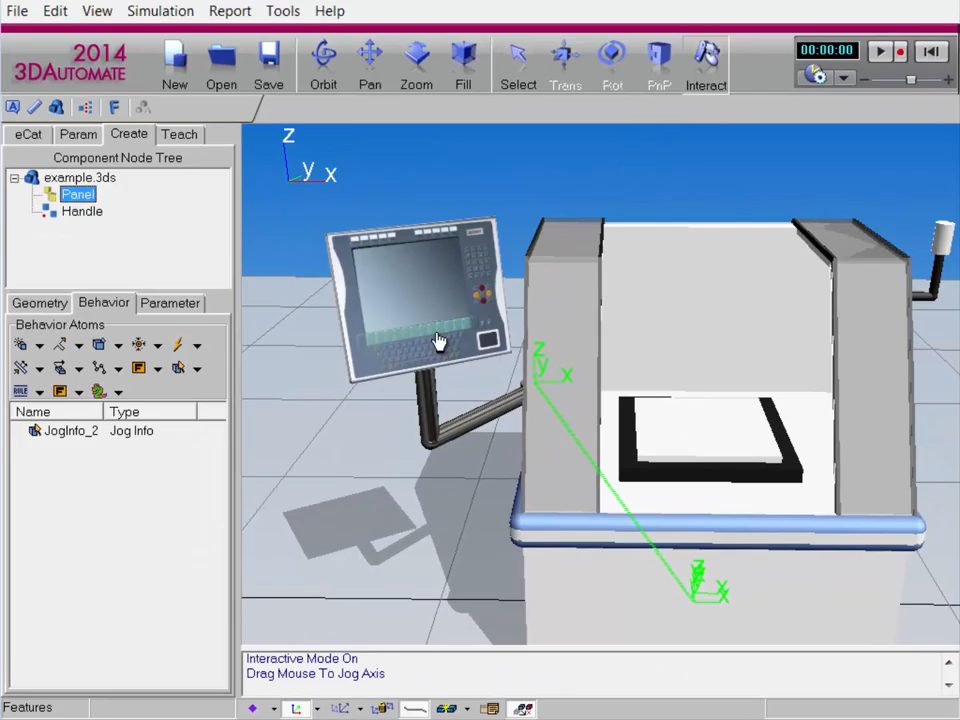 File Edit View Simulation Report Tools Help
2014
3DAUTOMATE
New Open Save Orbit Pan Zoom Fill Select Trans Rot PnP Interact
00:00:00
eCat Param Create Teach
Component Node Tree
example.3ds
Panel
Handle
Geometry Behavior Parameter
Behavior Atoms
RULE
Name Type
JogInfo_2 Jog Info
z
y x
z
y x
z
x
x
Interactive Mode On
Drag Mouse To Jog Axis
Features